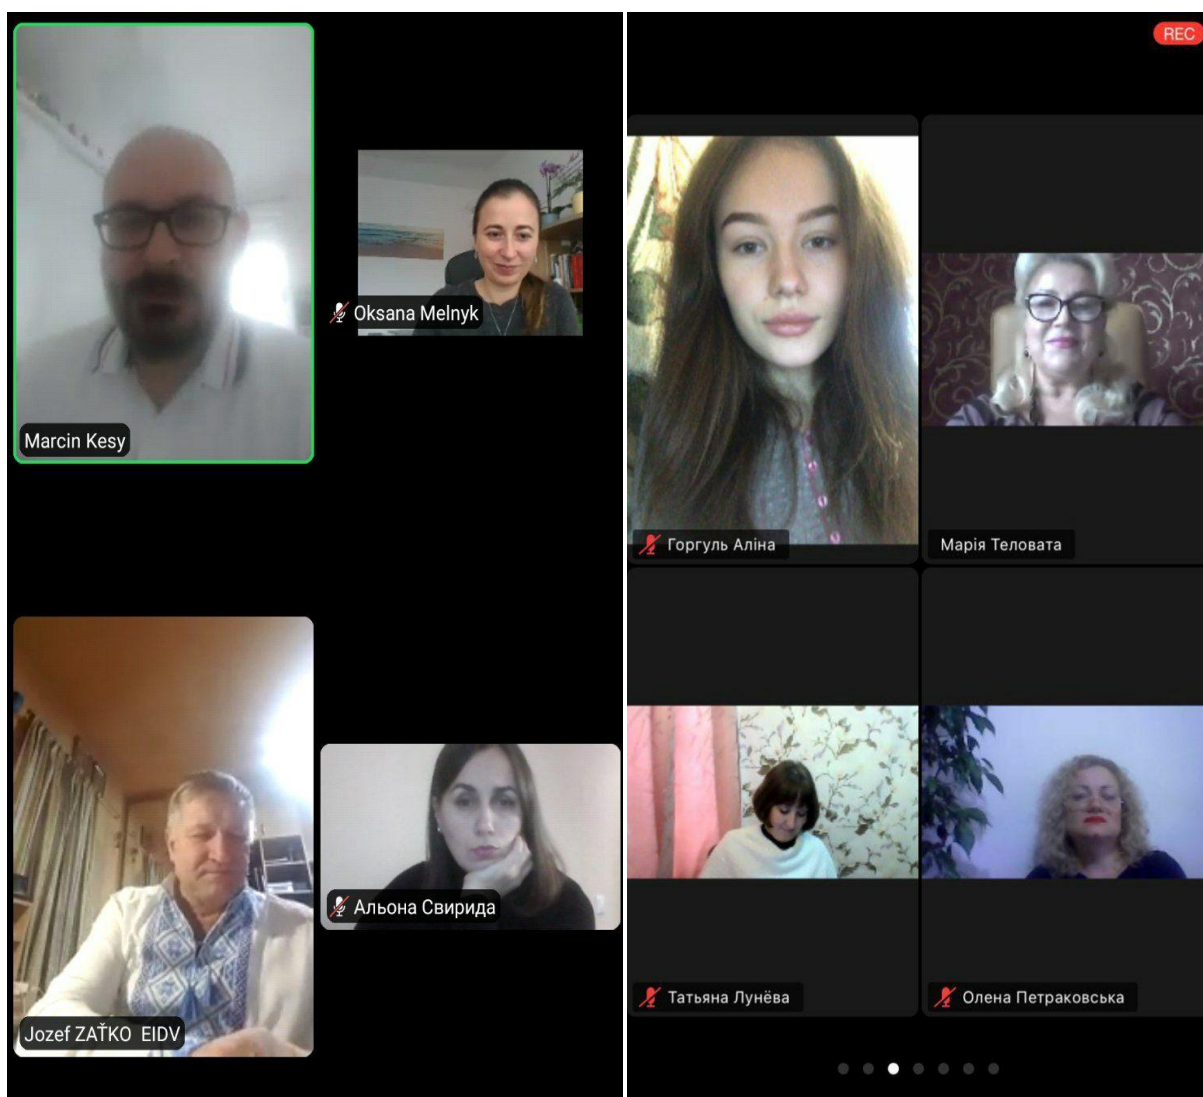 Marcin Kesy
Oksana Melnyk
Jozef ZAŤKO EIDV
Альона Свирида
REC
Горгуль Аліна
Марія Теловата
Татьяна Лунёва
Олена Петраковська